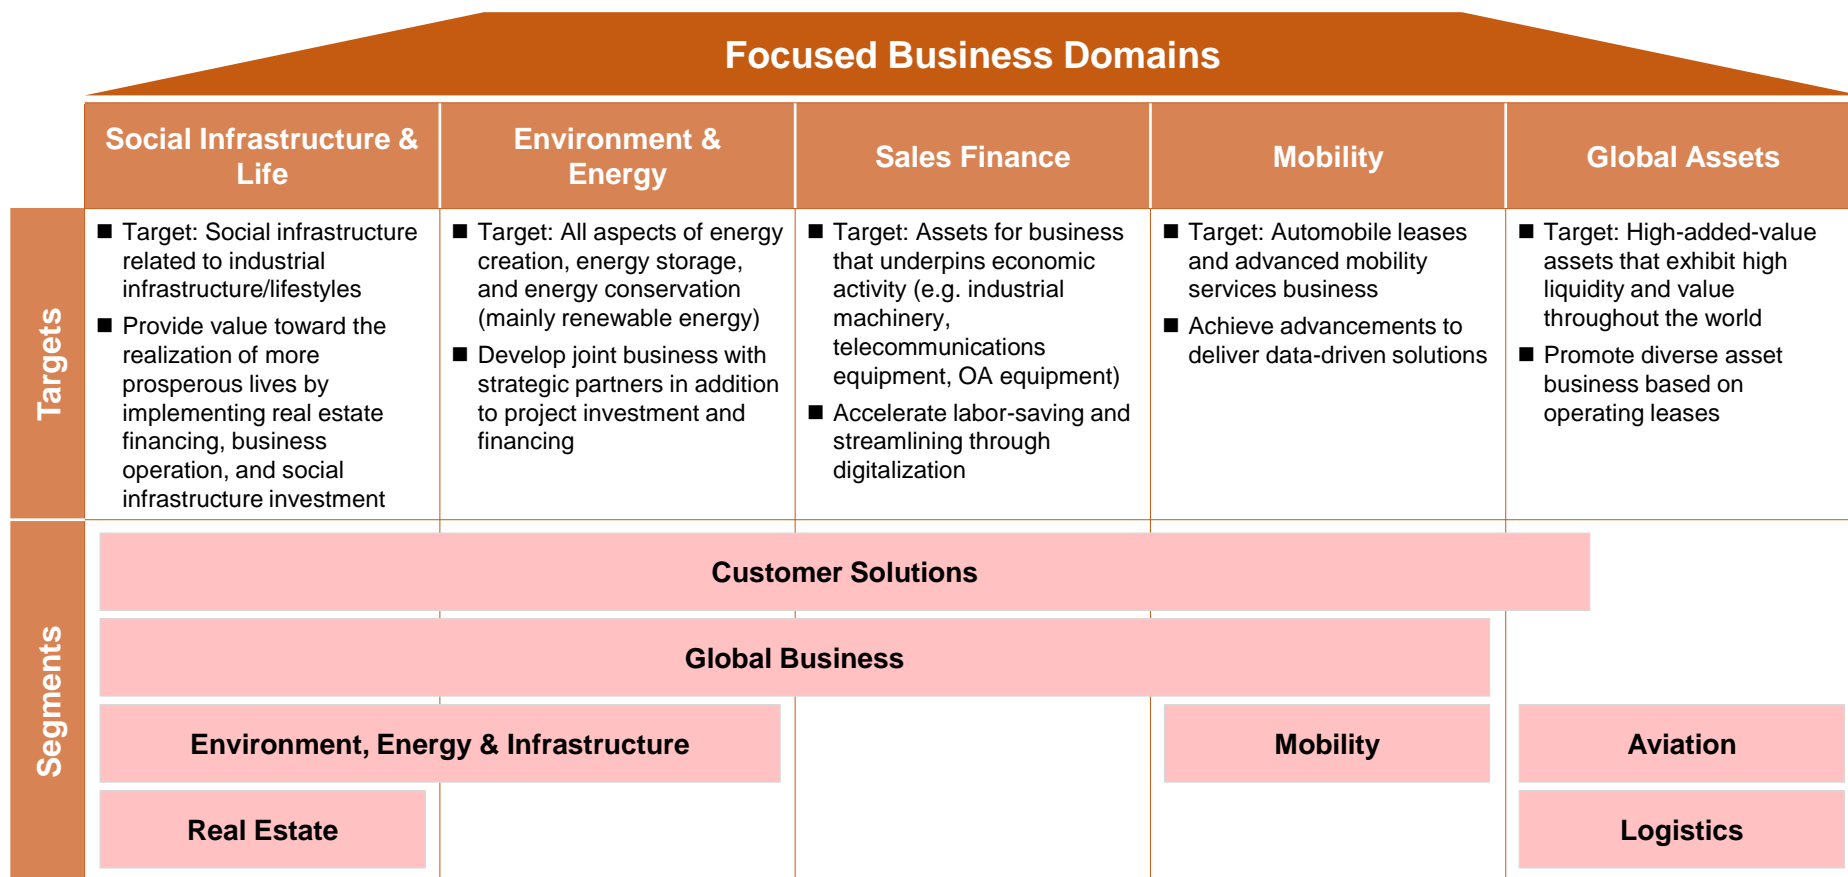 Focused Business Domains
Social Infrastructure &
Life
Environment &
Energy
Sales Finance
Mobility
Global Assets
Targets
■ Target: Social infrastructure
related to industrial
infrastructure/lifestyles
■ Provide value toward the
realization of more
prosperous lives by
implementing real estate
financing, business
operation, and social
infrastructure investment
■ Target: All aspects of energy
creation, energy storage,
and energy conservation
(mainly renewable energy)
■ Develop joint business with
strategic partners in addition
to project investment and
financing
■ Target: Assets for business
that underpins economic
activity (e.g. industrial
machinery,
telecommunications
equipment, OA equipment)
■ Accelerate labor-saving and
streamlining through
digitalization
■ Target: Automobile leases
and advanced mobility
services business
■ Achieve advancements to
deliver data-driven solutions
■ Target: High-added-value
assets that exhibit high
liquidity and value
throughout the world
■ Promote diverse asset
business based on
operating leases
Segments
Customer Solutions
Global Business
Environment, Energy & Infrastructure
Mobility
Aviation
Real Estate
Logistics